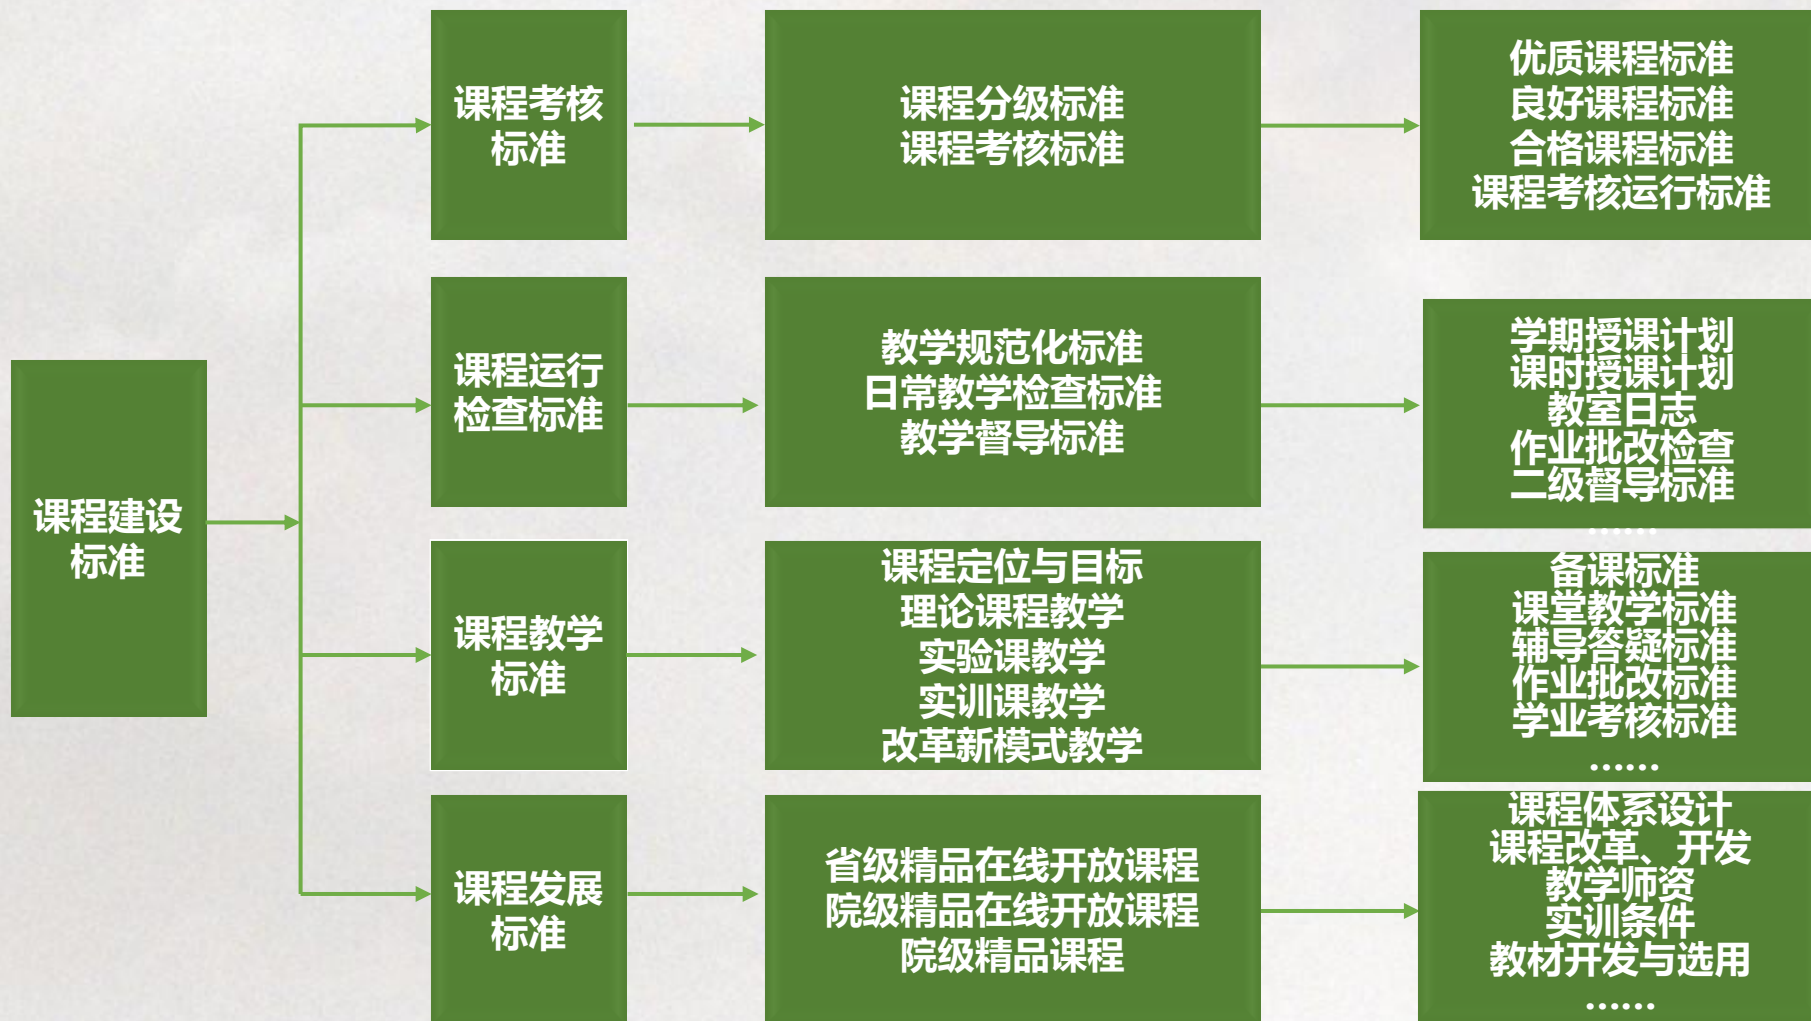 课程建设
标准
课程考核
标准
课程分级标准
课程考核标准
优质课程标准
良好课程标准
合格课程标准
课程考核运行标准
课程运行
检查标准
教学规范化标准
日常教学检查标准
教学督导标准
学期授课计划
课时授课计划
教室日志
作业批改检查
二级督导标准
......
课程教学
标准
课程定位与目标
理论课程教学
实验课教学
实训课教学
改革新模式教学
备课标准
课堂教学标准
辅导答疑标准
作业批改标准
学业考核标准
......
课程发展
标准
省级精品在线开放课程
院级精品在线开放课程
院级精品课程
课程体系设计
课程改革、开发
教学师资
实训条件
教材开发与选用
......